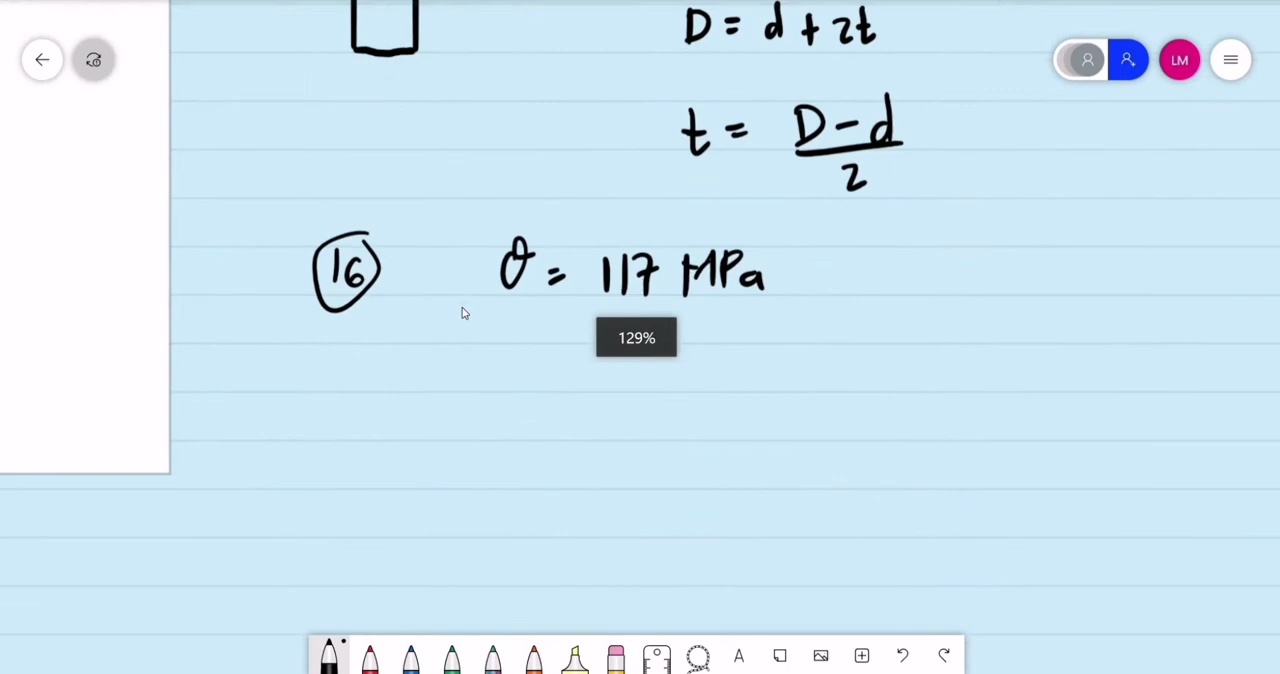 D = d + 2t
LM
t = D - d
2
16 σ = 117 MPa
129%
A